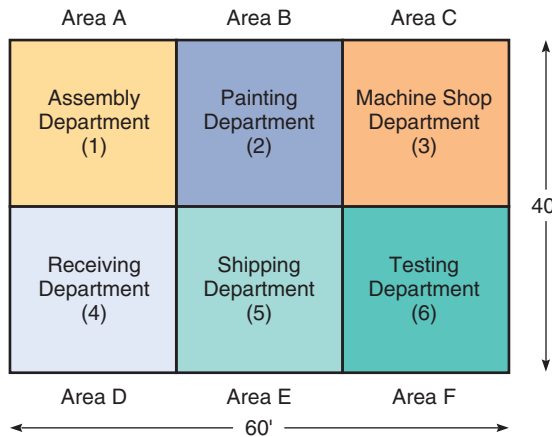 Area A Area B Area C
Assembly Department (1)
Painting Department (2)
Machine Shop Department (3)
40
Receiving Department (4)
Shipping Department (5)
Testing Department (6)
Area D Area E Area F
60'